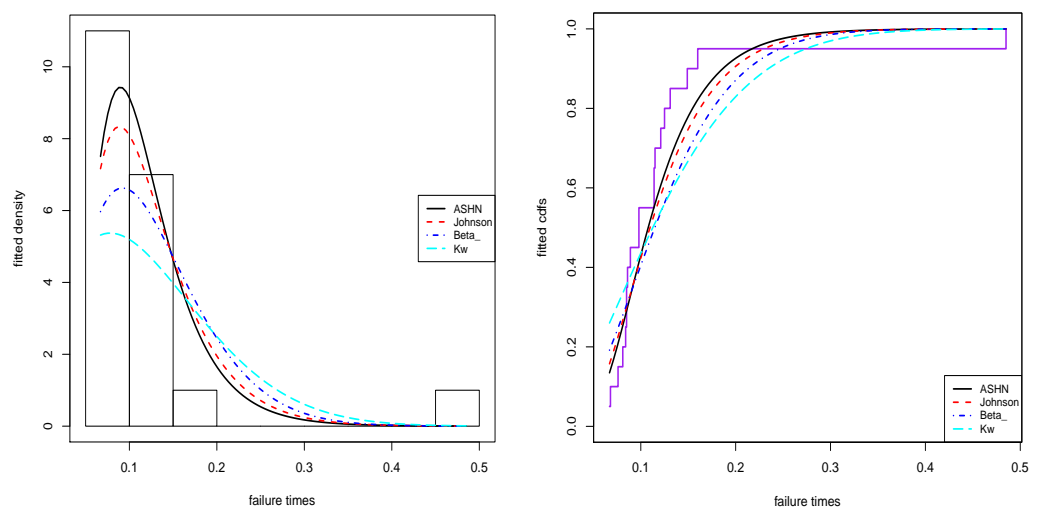 fitted density
10
8
6
4
2
0
0.1 0.2 0.3 0.4 0.5
failure times
ASHN
Johnson
Beta_
Kw
fitted cdfs
1.0
0.8
0.6
0.4
0.2
0.0
0.1 0.2 0.3 0.4 0.5
failure times
ASHN
Johnson
Beta_
Kw